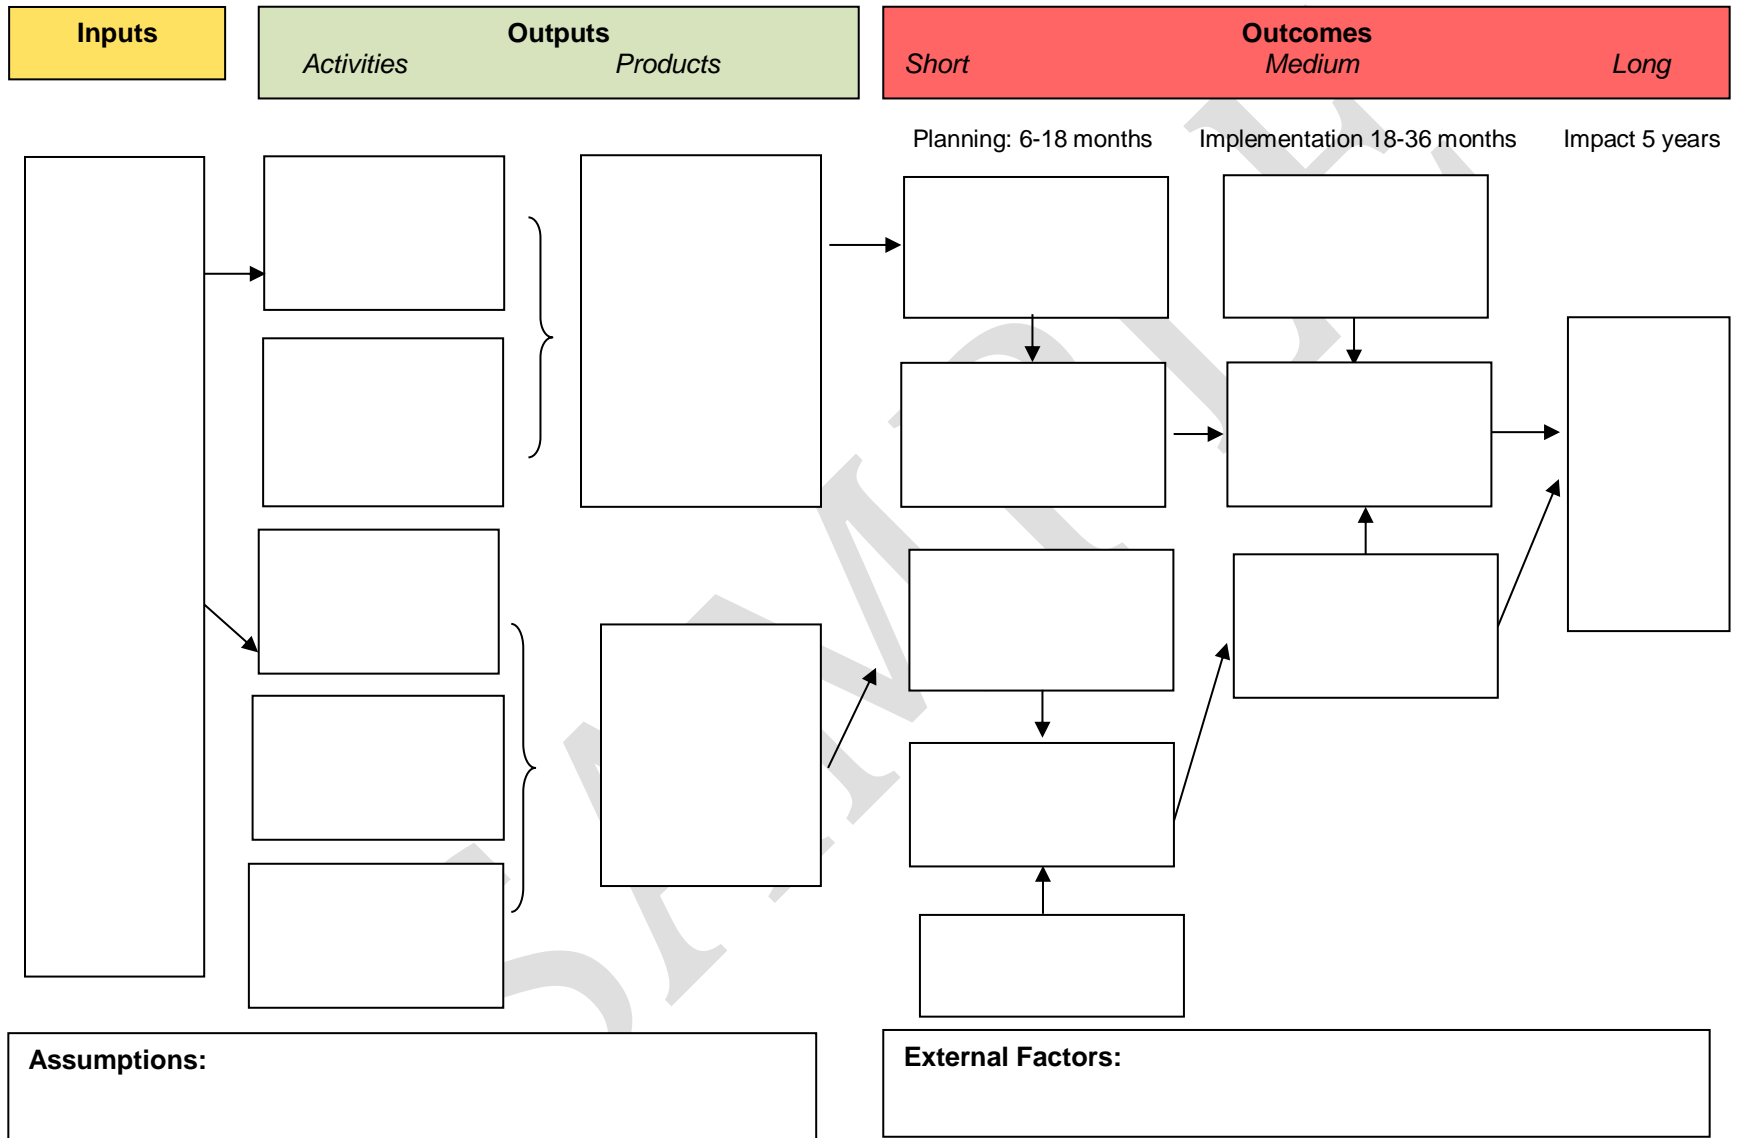 Inputs
Outputs
Activities Products
Outcomes
Short Medium Long
Planning: 6-18 months Implementation 18-36 months Impact 5 years
SAMPLE
Assumptions:
External Factors: